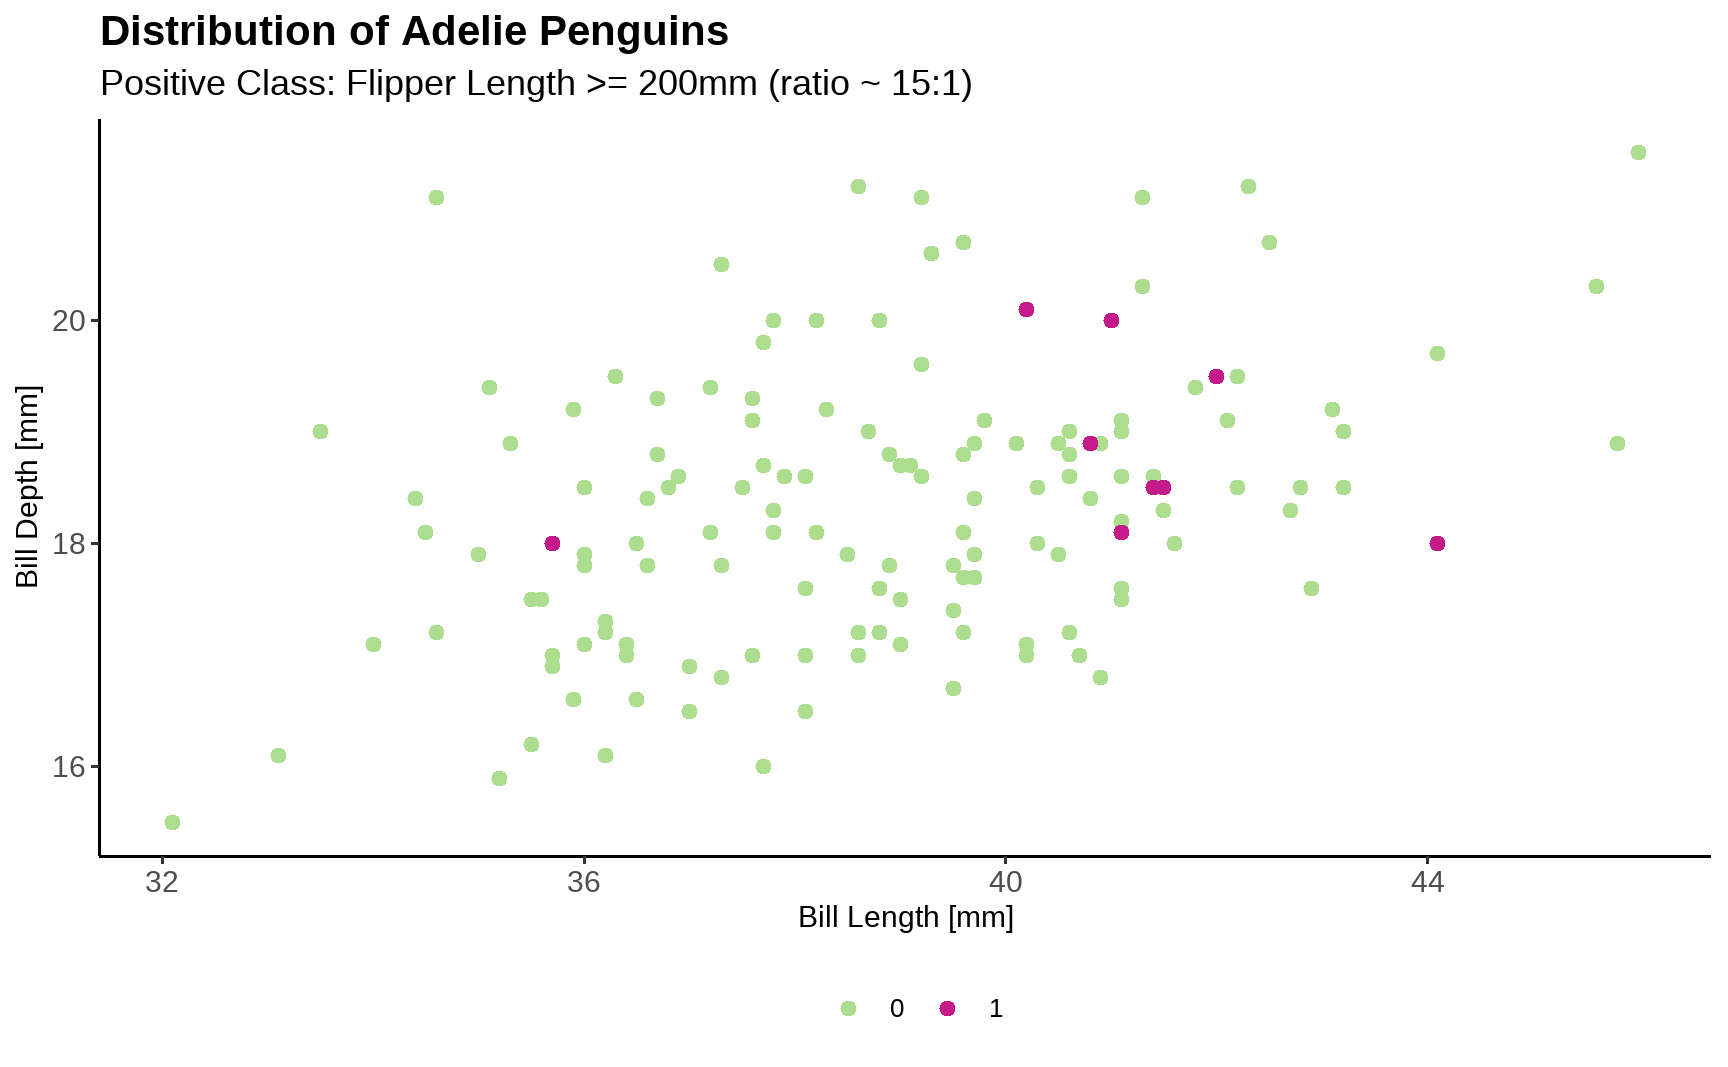 Distribution of Adelie Penguins
Positive Class: Flipper Length >= 200mm (ratio ~ 15:1)
Bill Depth [mm]
20
18
16
32 36 40 44
Bill Length [mm]
0 1